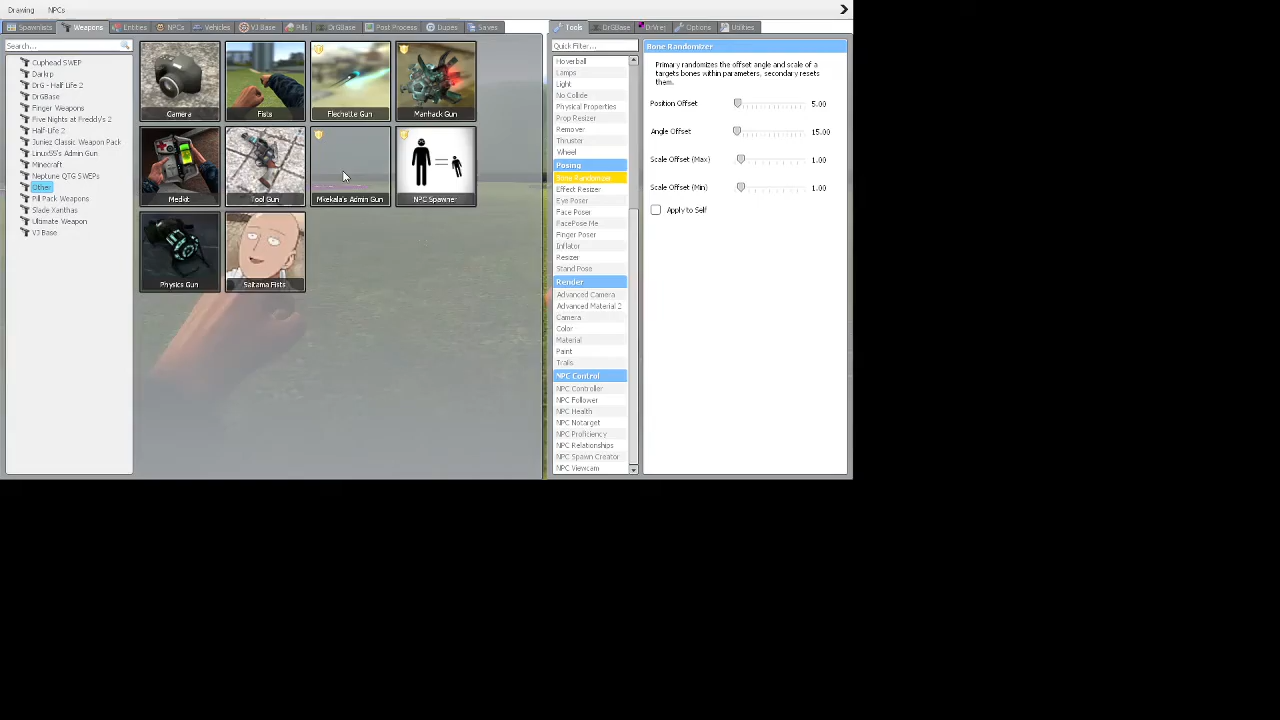 Drawing NPCs
Spawnlists Weapons Entities NPCs Vehicles VJ Base Pills DrGBase Post Process Dupes Saves
Search...
Cuphead SWEP
Darkrp
DrG - Half Life 2
DrGBase
Finger Weapons
Five Nights at Freddy's 2
Half-Life 2
Juniez Classic Weapon Pack
Linux55's Admin Gun
Minecraft
Neptune QTG SWEPs
Other
Pill Pack Weapons
Slade Xanthas
Ultimate Weapon
VJ Base
Camera
Fists
Flechette Gun
Manhack Gun
Medkit
Tool Gun
Mkekala's Admin Gun
NPC Spawner
Physics Gun
Saitama Fists
Tools DrGBase Options Utilities
Quick Filter...
Hoverball
Lamps
Light
No Collide
Physical Properties
Prop Resizer
Remover
Thruster
Wheel
Posing
Bone Randomizer
Effect Resizer
Eye Poser
Face Poser
FacePose Me
Finger Poser
Inflator
Resizer
Stand Pose
Render
Advanced Camera
Advanced Material 2
Camera
Color
Material
Paint
Trails
NPC Control
NPC Controller
NPC Follower
NPC Health
NPC Notarget
NPC Proficiency
NPC Relationships
NPC Spawn Creator
NPC Viewcam
Bone Randomizer
Primary randomizes the offset angle and scale of a
targets bones within parameters, secondary resets
them.
Position Offset 5.00
Angle Offset 15.00
Scale Offset (Max) 1.00
Scale Offset (Min) 1.00
Apply to Self